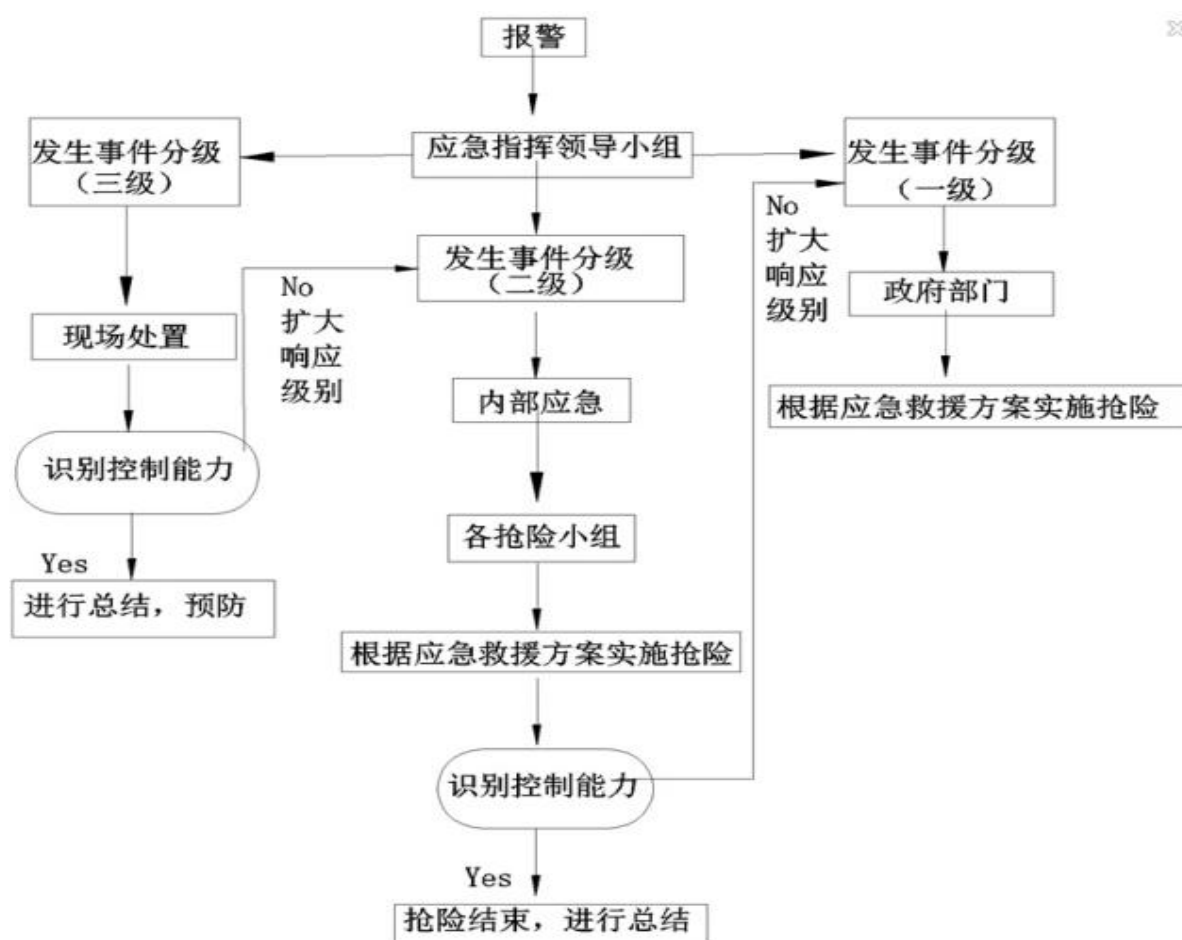 报警
应急指挥领导小组
发生事件分级
（三级）
现场处置
识别控制能力
Yes
进行总结，预防
No
扩大
响应
级别
发生事件分级
（二级）
内部应急
各抢险小组
根据应急救援方案实施抢险
识别控制能力
Yes
抢险结束，进行总结
No
扩大
响应
级别
发生事件分级
（一级）
政府部门
根据应急救援方案实施抢险